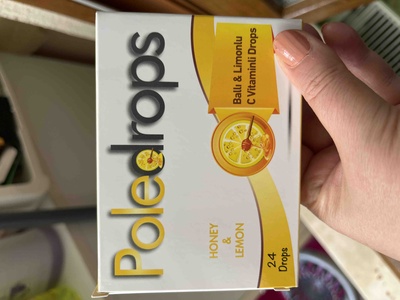 Poledrops
Ballı & Limonlu
C Vitaminli Drops
HONEY
&
LEMON
24
Drops